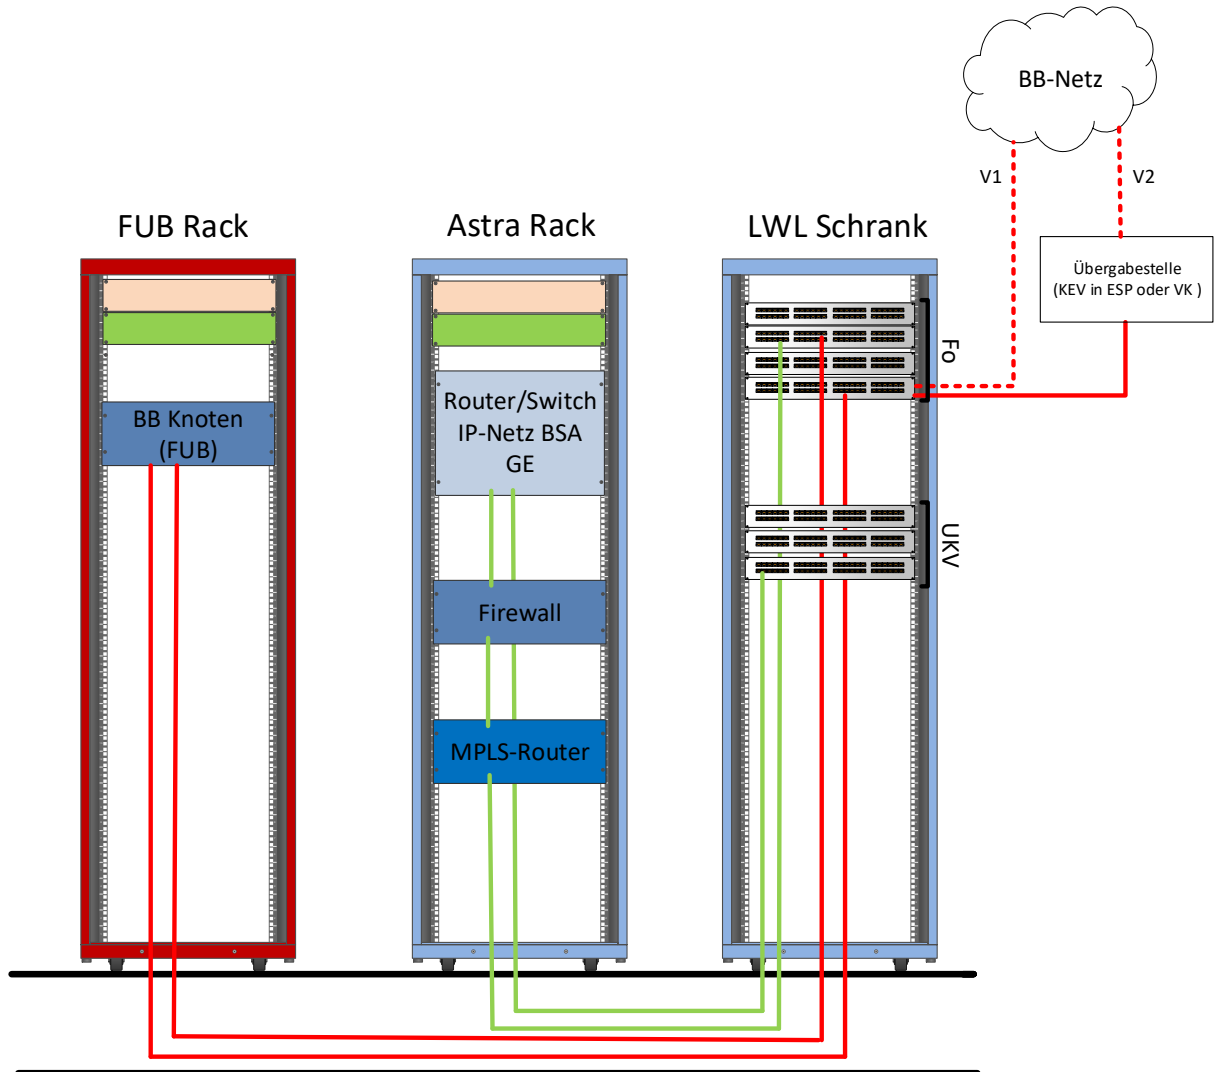 BB-Netz
V1
V2
FUB Rack
Astra Rack
LWL Schrank
Übergabestelle
(KEV in ESP oder VK )
Fo
BB Knoten
(FUB)
Router/Switch
IP-Netz BSA
GE
UKV
Firewall
MPLS-Router